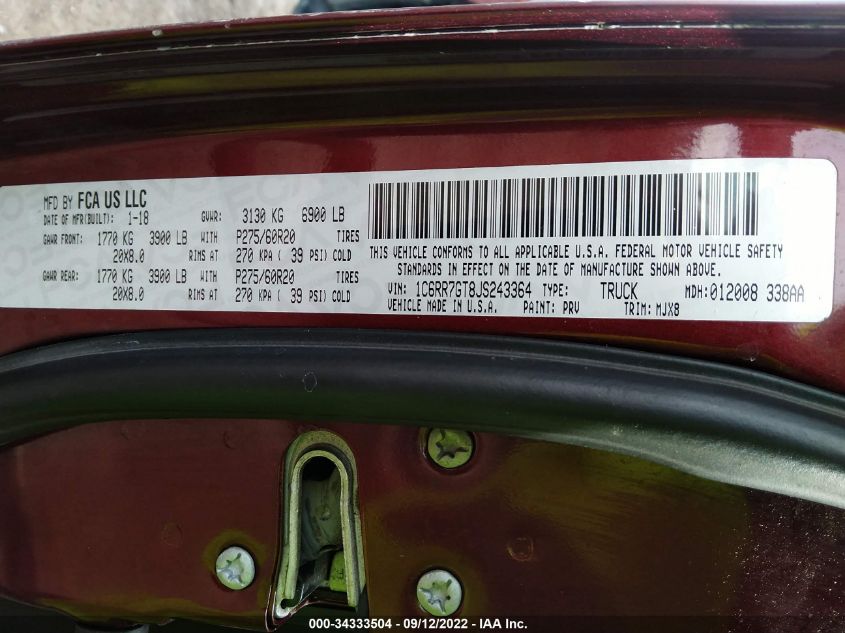 MFD BY FCA US LLC
DATE OF MFR(BUILT): 1-18 GVWR: 3130 KG 6900 LB
GAWR FRONT: 1770 KG 3900 LB WITH P275/60R20 TIRES
20X8.0 RIMS AT 270 KPA ( 39 PSI) COLD
GAWR REAR: 1770 KG 3900 LB WITH P275/60R20 TIRES
20X8.0 RIMS AT 270 KPA ( 39 PSI) COLD
THIS VEHICLE CONFORMS TO ALL APPLICABLE U.S.A. FEDERAL MOTOR VEHICLE SAFETY
STANDARDS IN EFFECT ON THE DATE OF MANUFACTURE SHOWN ABOVE.
VIN: 1C6RR7GT8JS243364 TYPE: TRUCK MDH:012008 338AA
VEHICLE MADE IN U.S.A. PAINT: PRV TRIM: MJX8
000-34333504 - 09/12/2022 - IAA Inc.